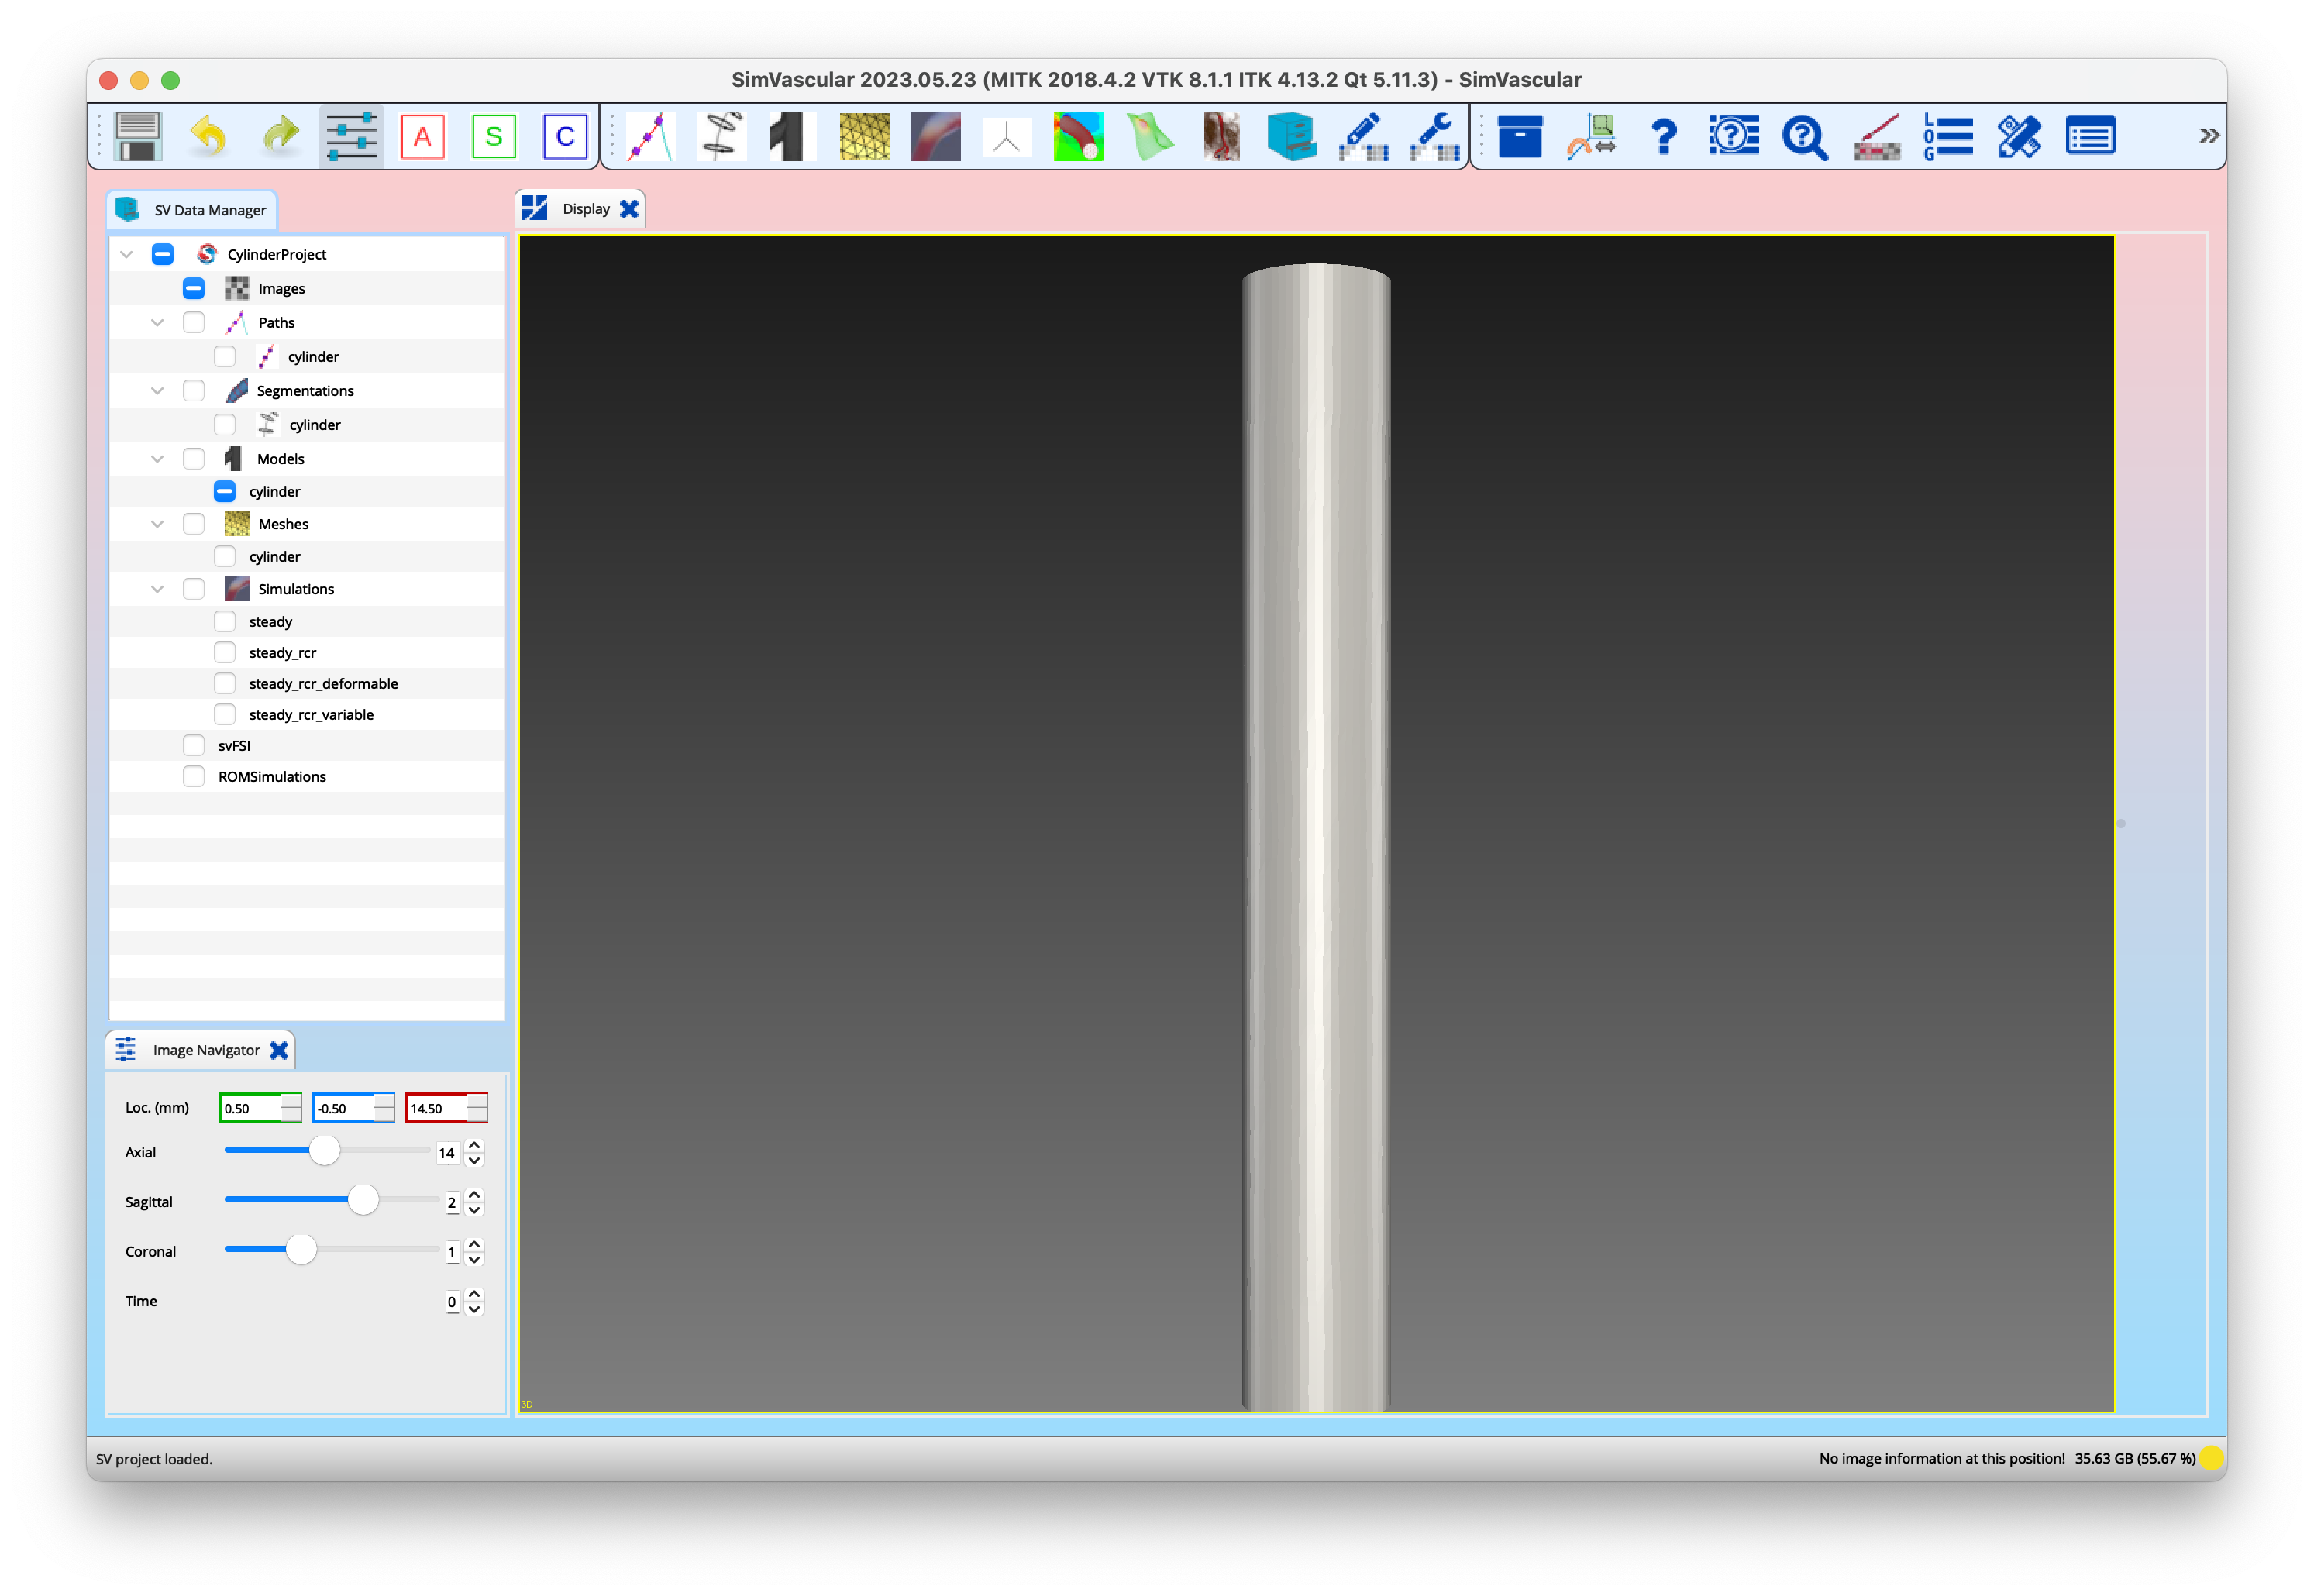 SimVascular 2023.05.23 (MITK 2018.4.2 VTK 8.1.1 ITK 4.13.2 Qt 5.11.3) - SimVascular
A S C
LOG
SV Data Manager
Display
CylinderProject
Images
Paths
cylinder
Segmentations
cylinder
Models
cylinder
Meshes
cylinder
Simulations
steady
steady_rcr
steady_rcr_deformable
steady_rcr_variable
svFSI
ROMSimulations
Image Navigator
Loc. (mm) 0.50 -0.50 14.50
Axial 14
Sagittal 2
Coronal 1
Time 0
3D
SV project loaded.
No image information at this position! 35.63 GB (55.67 %)